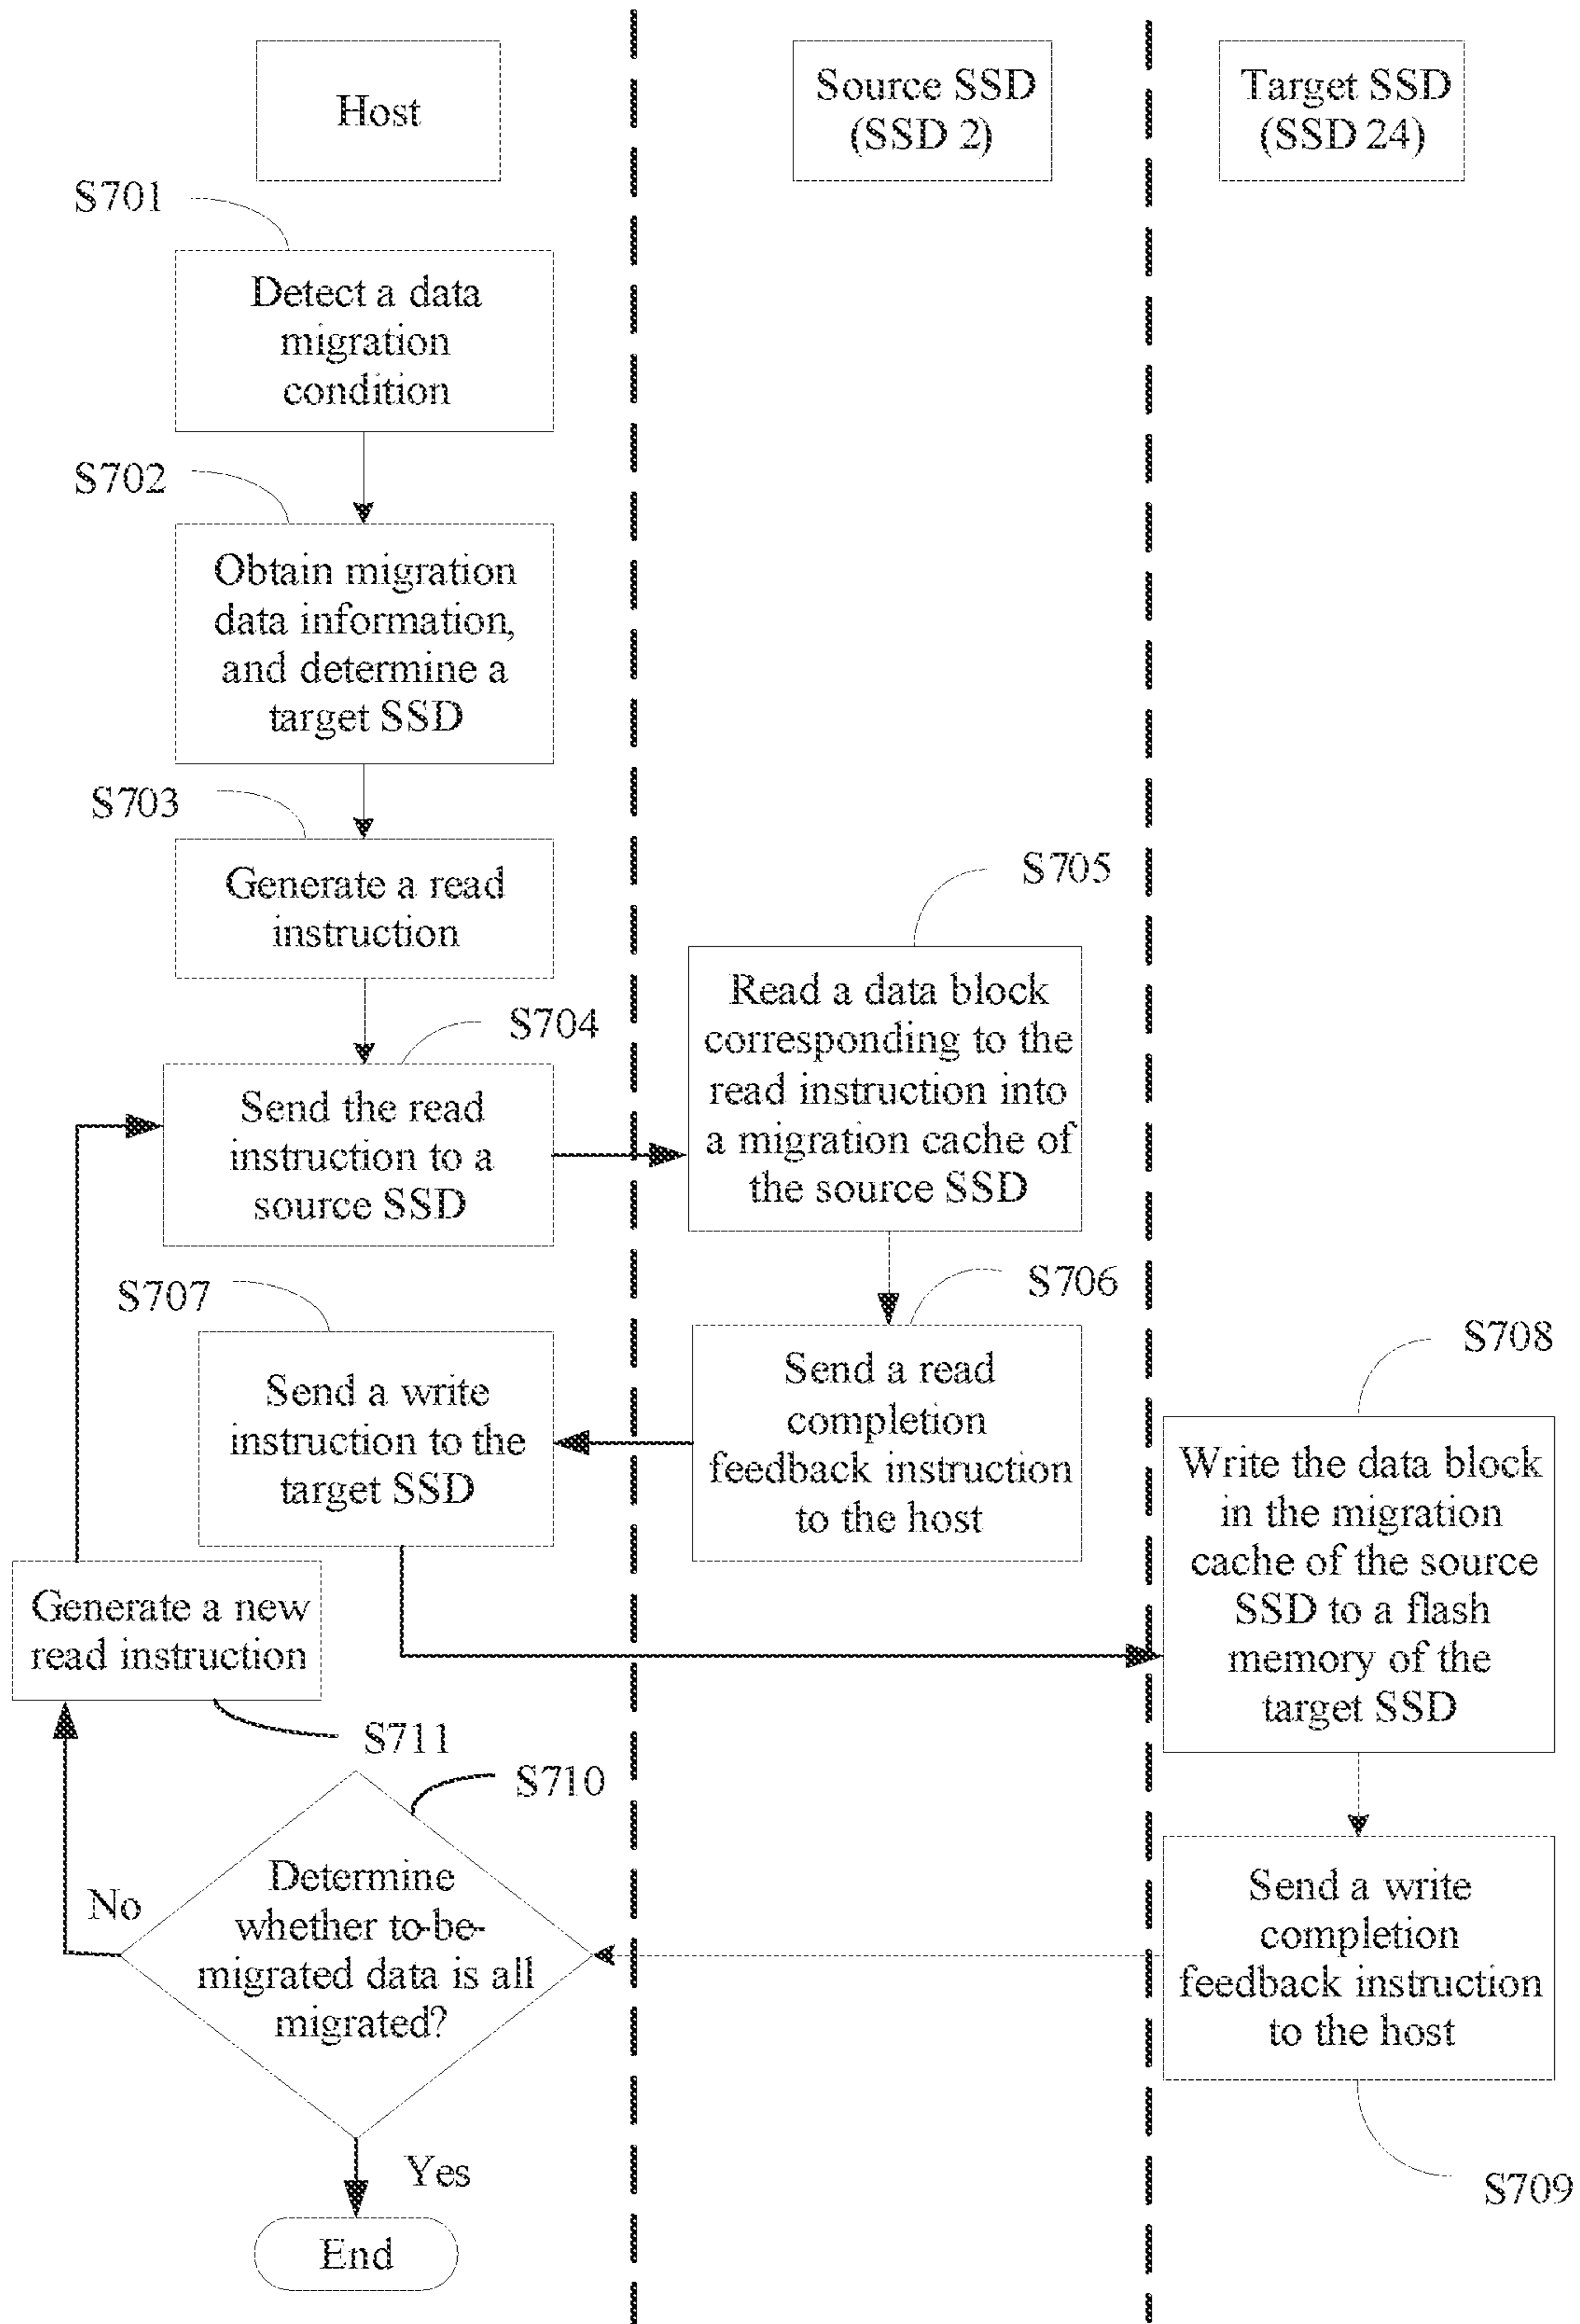 Host
Source SSD
(SSD 2)
Target SSD
(SSD 24)
S701
Detect a data
migration
condition
S702
Obtain migration
data information,
and determine a
target SSD
S703
Generate a read
instruction
S704
Send the read
instruction to a
source SSD
S705
Read a data block
corresponding to the
read instruction into
a migration cache of
the source SSD
S706
Send a read
completion
feedback instruction
to the host
S707
Send a write
instruction to the
target SSD
S708
Write the data block
in the migration
cache of the source
SSD to a flash
memory of the
target SSD
Generate a new
read instruction
S711
S710
Determine
whether to-be-
migrated data is all
migrated?
No
Yes
Send a write
completion
feedback instruction
to the host
S709
End